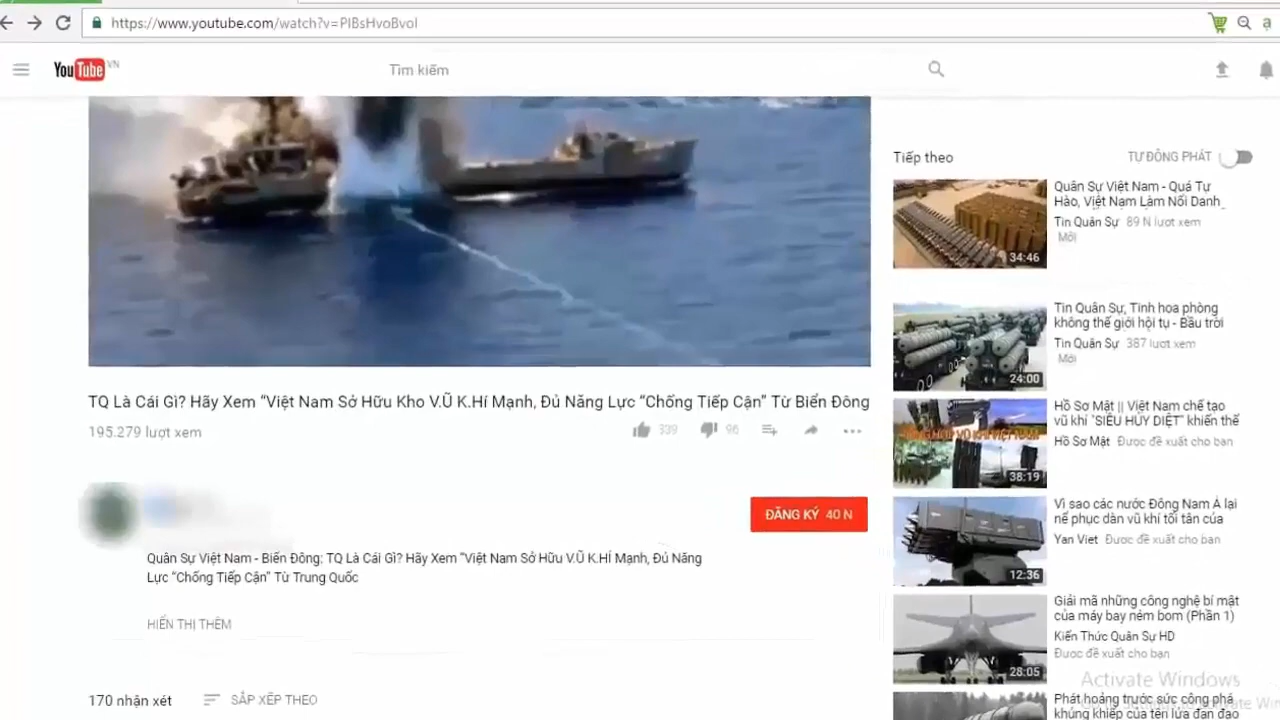 https://www.youtube.com/watch?v=PlBsHvoBvoI
YouTube VN
Tìm kiếm
TQ Là Cái Gì? Hãy Xem “Việt Nam Sở Hữu Kho V.Ũ K.Hí Mạnh, Đủ Năng Lực “Chống Tiếp Cận” Từ Biển Đông
195.279 lượt xem
339
96
ĐĂNG KÝ 40 N
Quân Sự Việt Nam - Biển Đông: TQ Là Cái Gì? Hãy Xem “Việt Nam Sở Hữu V.Ũ K.HÍ Mạnh, Đủ Năng
Lực “Chống Tiếp Cận” Từ Trung Quốc
HIỂN THỊ THÊM
170 nhận xét
SẮP XẾP THEO
Tiếp theo
TỰ ĐỘNG PHÁT
34:46
Quân Sự Việt Nam - Quá Tự
Hào, Việt Nam Làm Nổi Danh
Tin Quân Sự 89 N lượt xem
Mới
24:00
Tin Quân Sự, Tinh hoa phòng
không thế giới hội tụ - Bầu trời
Tin Quân Sự 387 lượt xem
Mới
38:19
Hồ Sơ Mật || Việt Nam chế tạo
vũ khí "SIÊU HỦY DIỆT" khiến thế
Hồ Sơ Mật Được đề xuất cho bạn
12:36
Vì sao các nước Đông Nam Á lại
nể phục dàn vũ khí tối tân của
Yan Viet Được đề xuất cho bạn
28:05
Giải mã những công nghệ bí mật
của máy bay ném bom (Phần 1)
Kiến Thức Quân Sự HD
Được đề xuất cho bạn
Activate Windows
Phát hoảng trước sức công phá
khủng khiếp của tên lửa đạn đạo